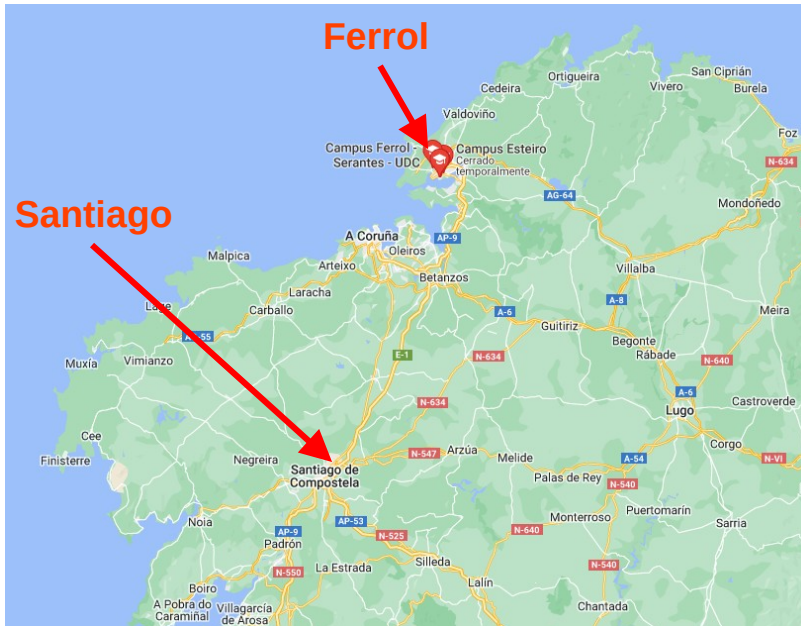 Ferrol
San Ciprián
Ortigueira
Cedeira
Vivero
Burela
Valdoviño
Foz
Campus Ferrol -
Serantes - UDC
Campus Esteiro
Cerrado
temporalmente
N-634
AG-64
Mondoñedo
Santiago
A Coruña
AP-9
Oleiros
Malpica
Arteixo
Betanzos
Villalba
Laracha
A-8
Lage
Carballo
A-6
Meira
Guitiriz
Begonte
Rábade
55
E-1
N-634
N-640
Muxía
Vimianzo
A-6
N-634
Castroverde
Lugo
Cee
Corgo
Finisterre
Negreira
N-547
Arzúa
Melide
A-54
N-VI
Santiago de
Compostela
Palas de Rey
N-540
Puertomarín
Noia
AP-53
Monterroso
Sarria
AP-9
N-525
N-640
Padrón
N-550
La Estrada
Silleda
N-540
Lalín
Boiro
Chantada
A Pobra do
Caramiñal
Villagarcía
de Arosa